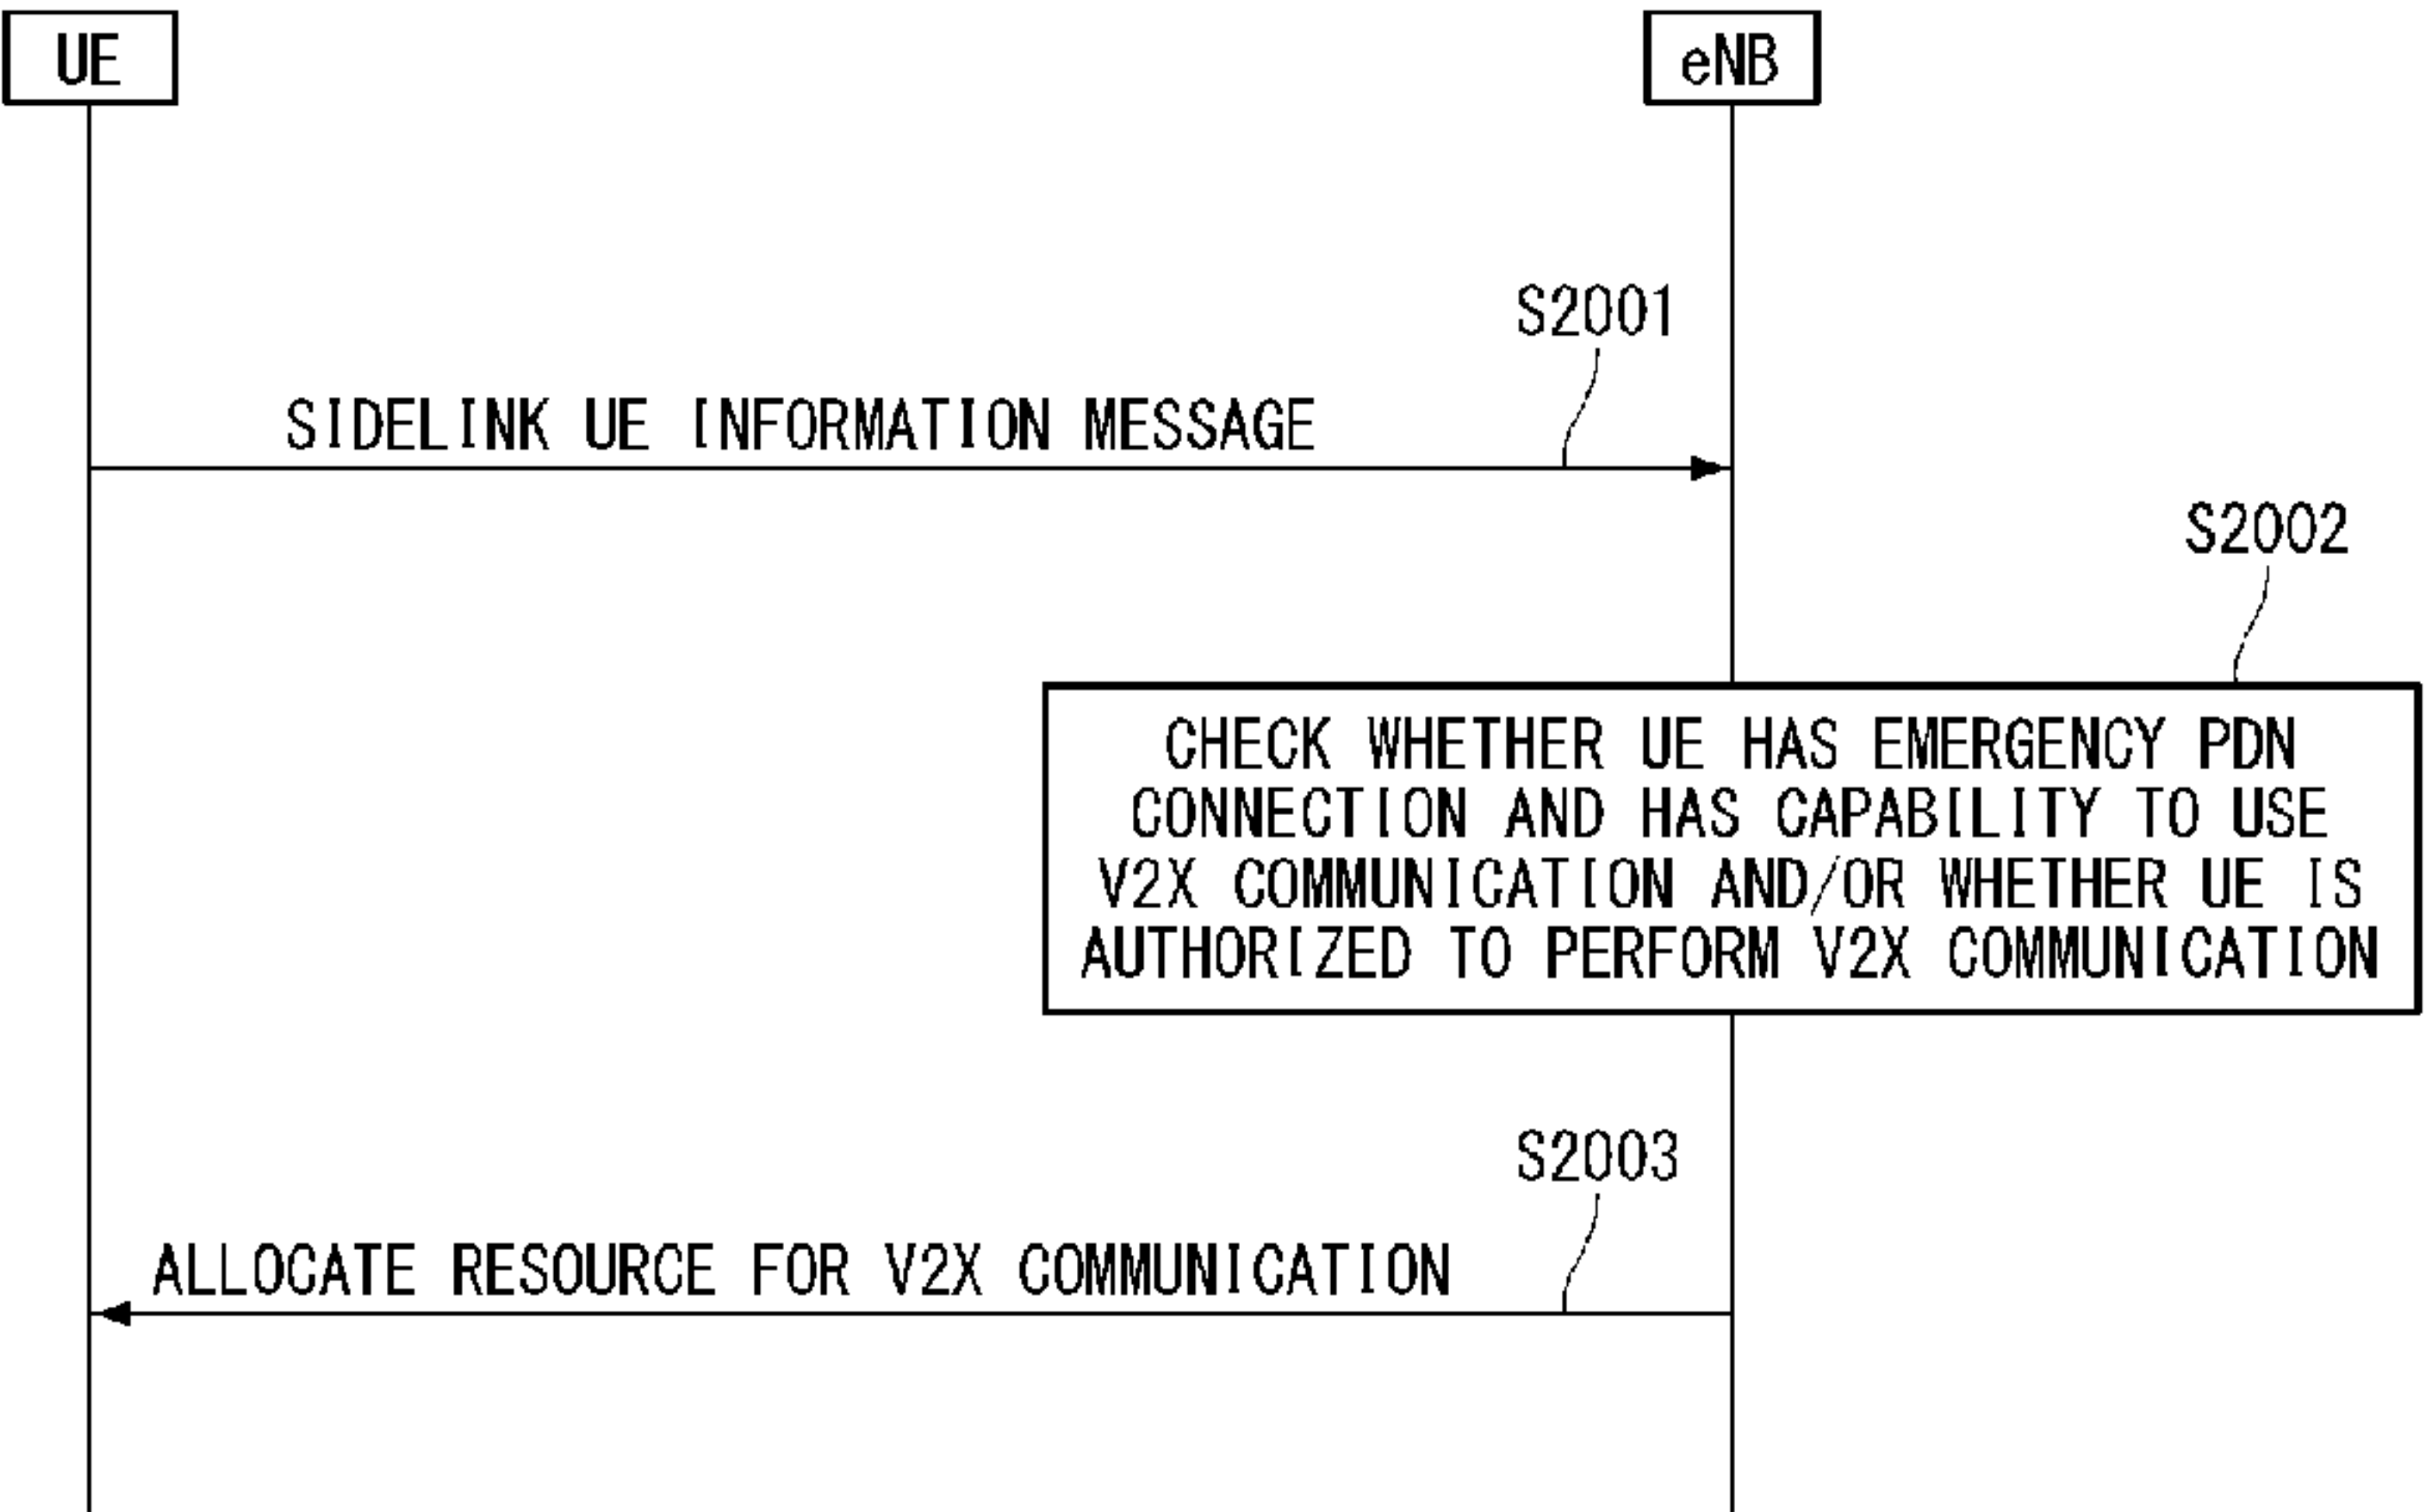 UE
eNB
S2001
SIDELINK UE INFORMATION MESSAGE
S2002
CHECK WHETHER UE HAS EMERGENCY PDN
CONNECTION AND HAS CAPABILITY TO USE
V2X COMMUNICATION AND/OR WHETHER UE IS
AUTHORIZED TO PERFORM V2X COMMUNICATION
S2003
ALLOCATE RESOURCE FOR V2X COMMUNICATION